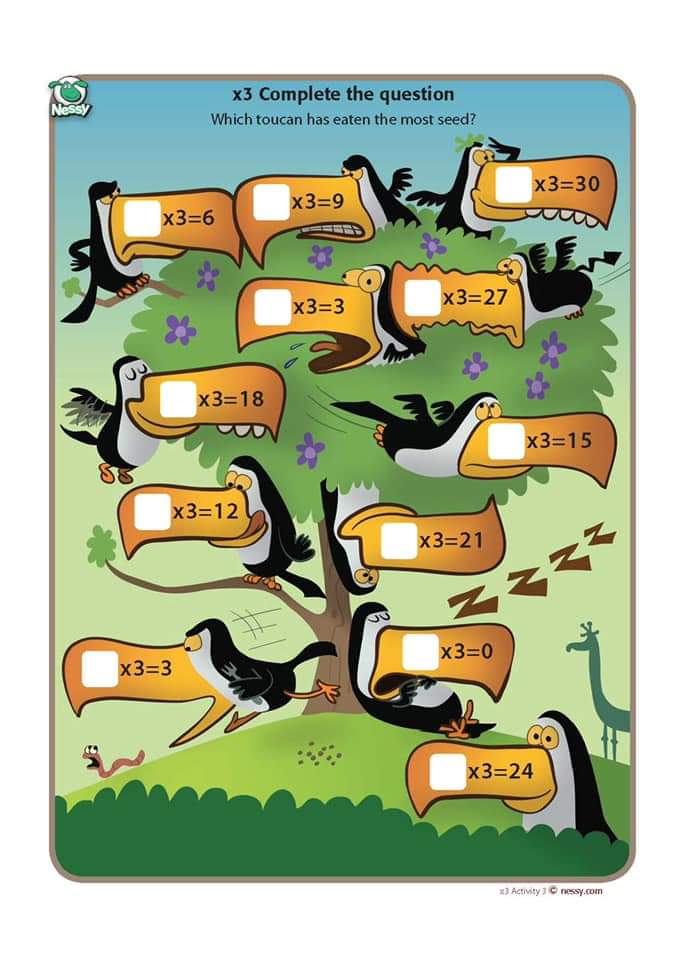 Nessy
x3 Complete the question
Which toucan has eaten the most seed?
x3=6
x3=9
x3=30
x3=3
x3=27
x3=18
x3=15
x3=12
x3=21
Z Z Z Z
x3=3
x3=0
x3=24
x3 Activity 3 © nessy.com